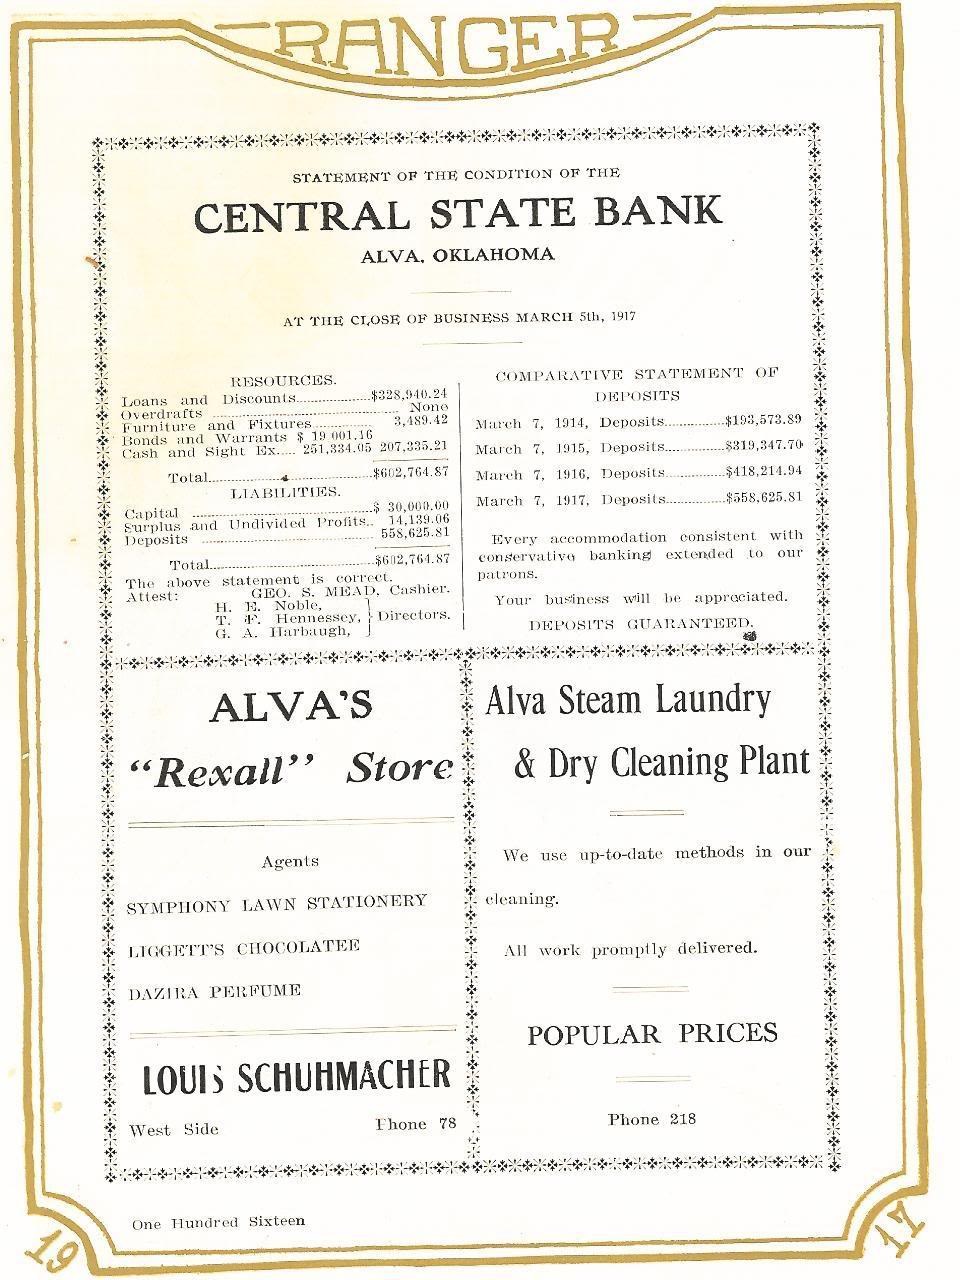 RANGER
STATEMENT OF THE CONDITION OF THE
CENTRAL STATE BANK
ALVA, OKLAHOMA
AT THE CLOSE OF BUSINESS MARCH 5th, 1917
RESOURCES.
Loans and Discounts....................$328,940.24
Overdrafts .................... None
Furniture and Fixtures.................... 3,489.42
Bonds and Warrants $ 19 001.16
Cash and Sight Ex..... 251,334.05 207,335.21
Total....................$602,764.87
LIABILITIES.
Capital ....................$ 30,000.00
Surplus and Undivided Profits.. 14,139.06
Deposits .................... 558,625.81
Total....................$602,764.87
The above statement is correct.
Attest: GEO. S. MEAD, Cashier.
H. E. Noble,
T. F. Hennessey, } Directors.
G. A. Harbaugh,
COMPARATIVE STATEMENT OF
DEPOSITS
March 7, 1914, Deposits...............$193,573.89
March 7, 1915, Deposits...............$319,347.70
March 7, 1916, Deposits...............$418,214.94
March 7, 1917, Deposits...............$558,625.81
Every accommodation consistent with
conservative banking extended to our
patrons.
Your business will be appreciated.
DEPOSITS GUARANTEED.
ALVA'S
"Rexall" Store
Agents
SYMPHONY LAWN STATIONERY
LIGGETT'S CHOCOLATEE
DAZIRA PERFUME
LOUIS SCHUHMACHER
West Side Phone 78
Alva Steam Laundry
& Dry Cleaning Plant
We use up-to-date methods in our
cleaning.
All work promptly delivered.
POPULAR PRICES
Phone 218
One Hundred Sixteen
19 17